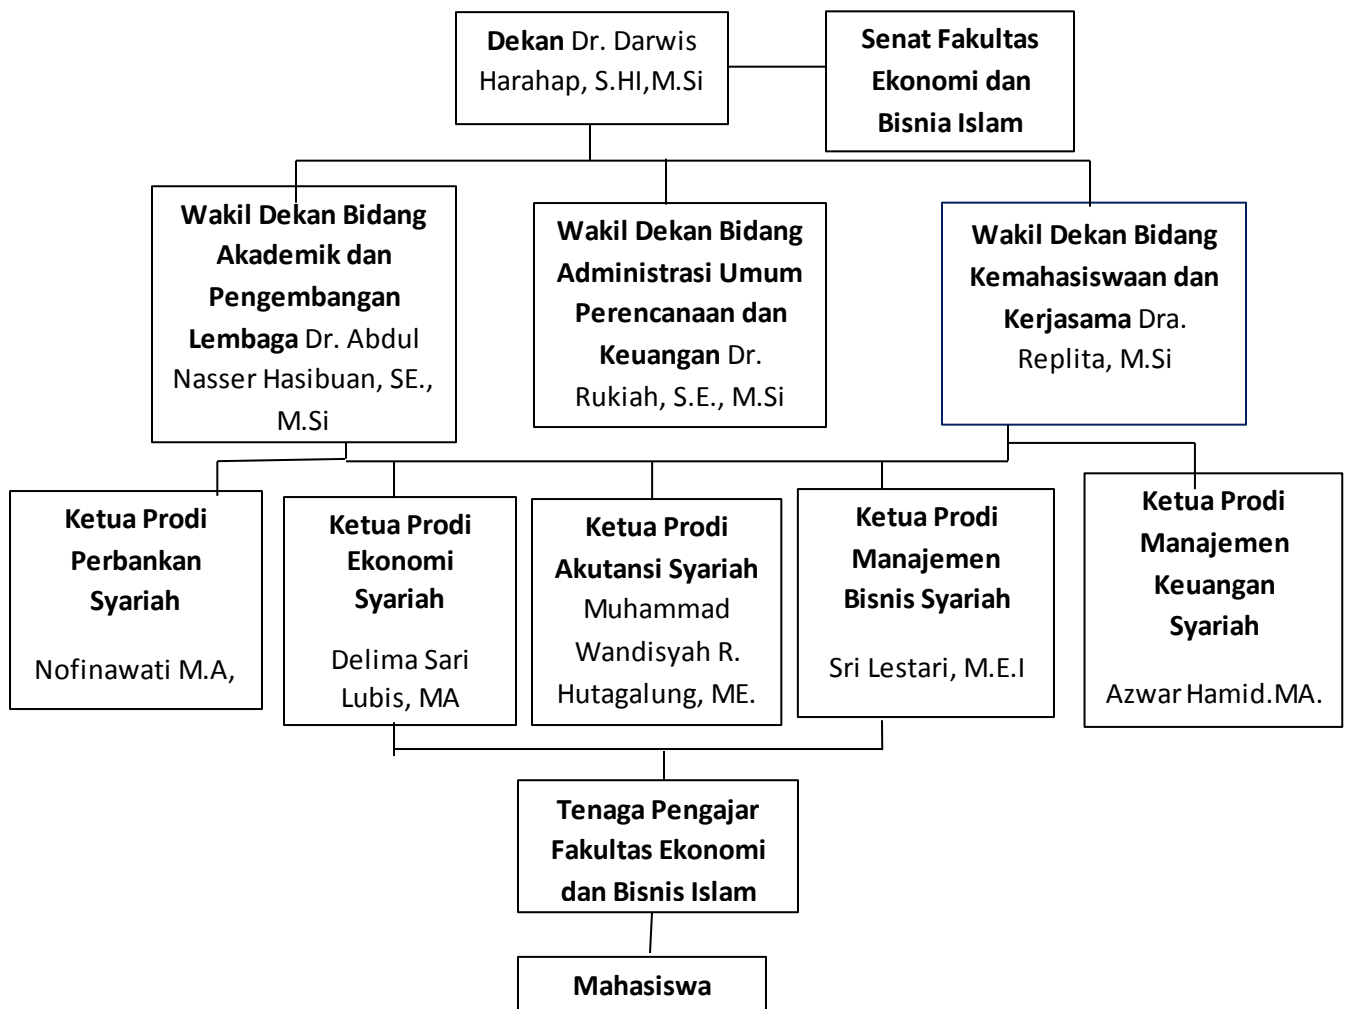 Dekan Dr. Darwis
Harahap, S.HI,M.Si
Senat Fakultas
Ekonomi dan
Bisnia Islam
Wakil Dekan Bidang
Akademik dan
Pengembangan
Lembaga Dr. Abdul
Nasser Hasibuan, SE.,
M.Si
Wakil Dekan Bidang
Administrasi Umum
Perencanaan dan
Keuangan Dr.
Rukiah, S.E., M.Si
Wakil Dekan Bidang
Kemahasiswaan dan
Kerjasama Dra.
Replita, M.Si
Ketua Prodi
Perbankan
Syariah
Nofinawati M.A,
Ketua Prodi
Ekonomi
Syariah
Delima Sari
Lubis, MA
Ketua Prodi
Akutansi Syariah
Muhammad
Wandisyah R.
Hutagalung, ME.
Ketua Prodi
Manajemen
Bisnis Syariah
Sri Lestari, M.E.I
Ketua Prodi
Manajemen
Keuangan
Syariah
Azwar Hamid.MA.
Tenaga Pengajar
Fakultas Ekonomi
dan Bisnis Islam
Mahasiswa